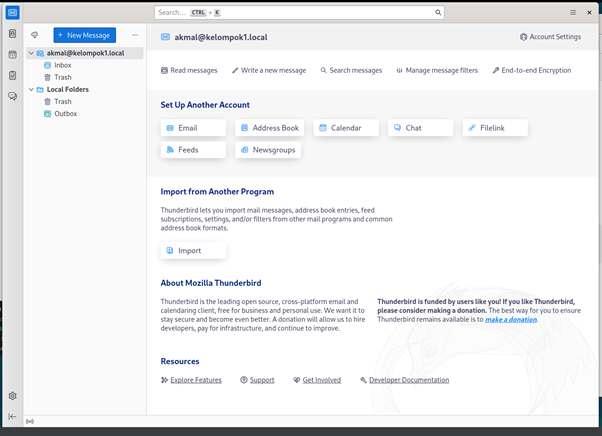 Search... CTRL + K
+ New Message
akmal@kelompok1.local
Inbox
Trash
Local Folders
Trash
Outbox
akmal@kelompok1.local
Account Settings
Read messages
Write a new message
Search messages
Manage message filters
End-to-end Encryption
Set Up Another Account
Email
Address Book
Calendar
Chat
Filelink
Feeds
Newsgroups
Import from Another Program
Thunderbird lets you import mail messages, address book entries, feed
subscriptions, settings, and/or filters from other mail programs and common
address book formats.
Import
About Mozilla Thunderbird
Thunderbird is the leading open source, cross-platform email and
calendaring client, free for business and personal use. We want it to
stay secure and become even better. A donation will allow us to hire
developers, pay for infrastructure, and continue to improve.
Thunderbird is funded by users like you! If you like Thunderbird,
please consider making a donation. The best way for you to ensure
Thunderbird remains available is to make a donation.
Resources
Explore Features
Support
Get Involved
Developer Documentation